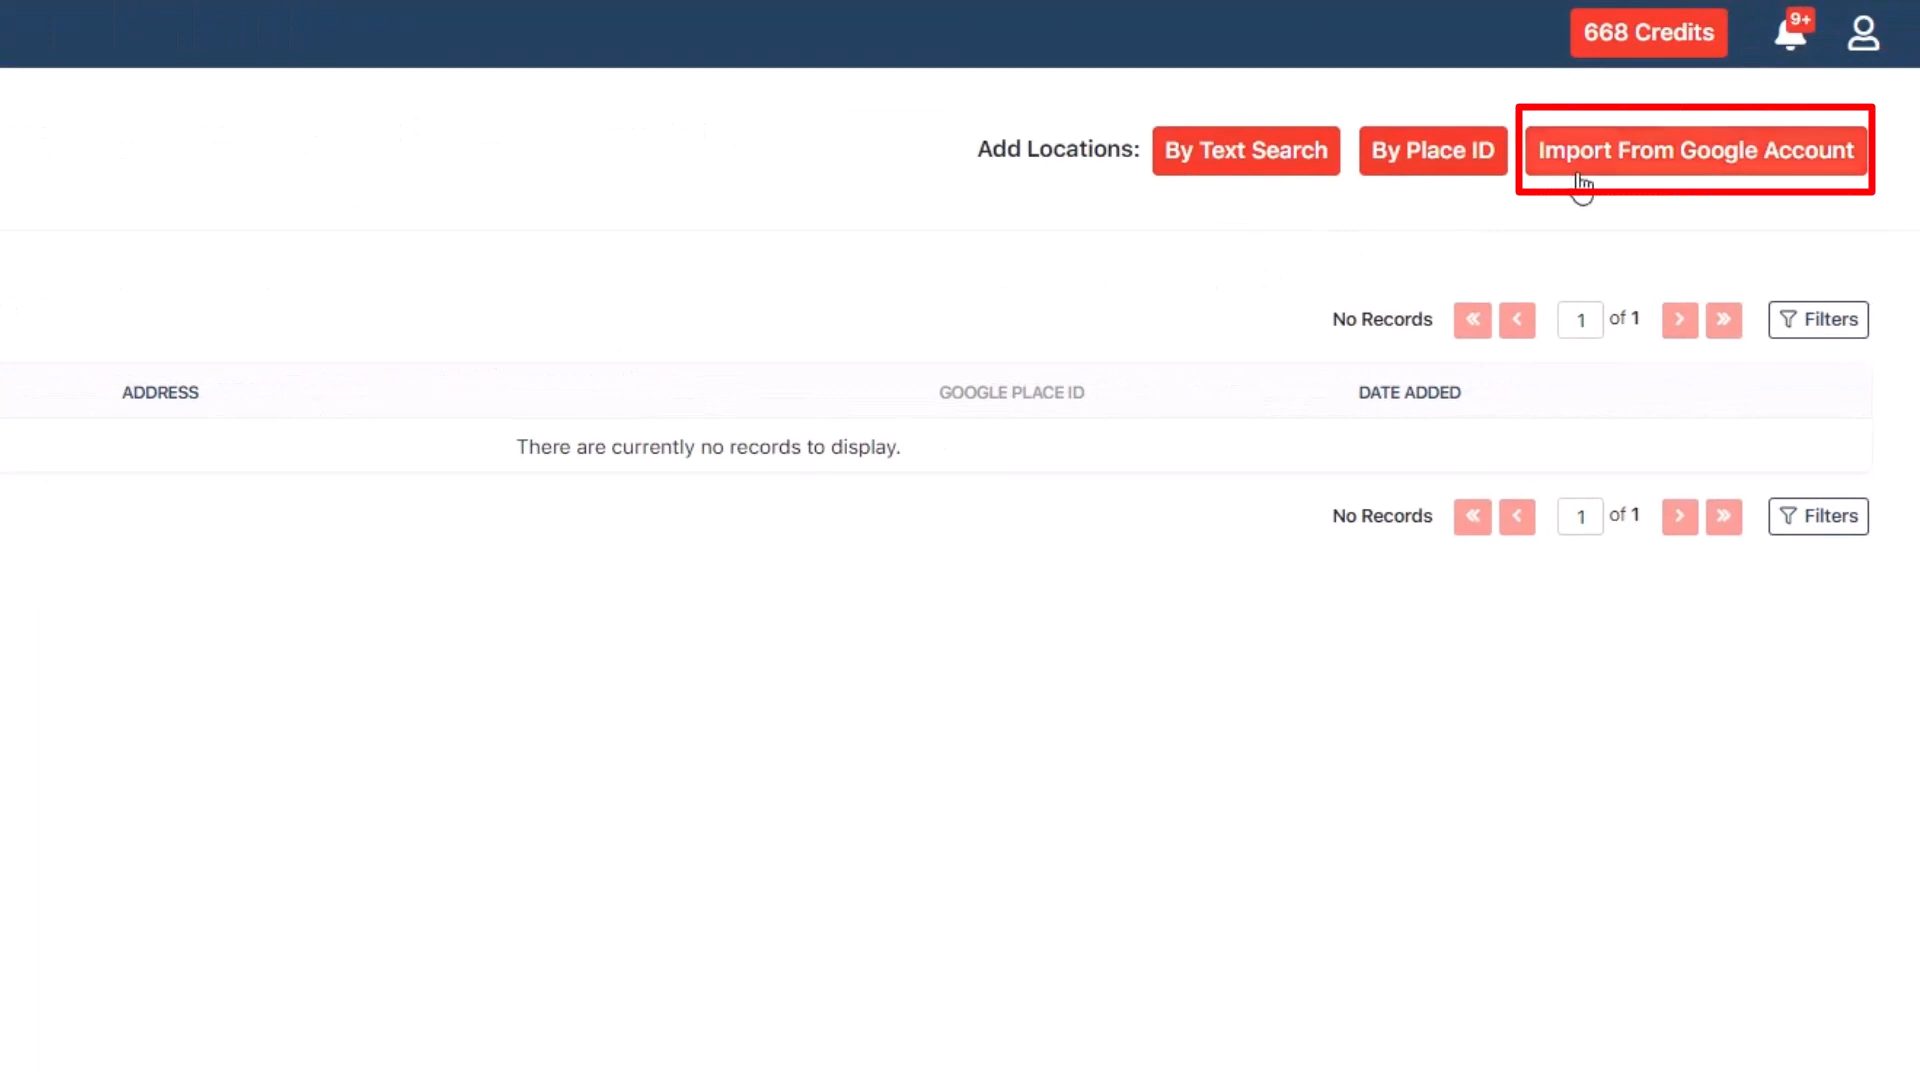 668 Credits
9+
Add Locations: By Text Search By Place ID Import From Google Account
No Records 1 of 1 Filters
ADDRESS GOOGLE PLACE ID DATE ADDED
There are currently no records to display.
No Records 1 of 1 Filters